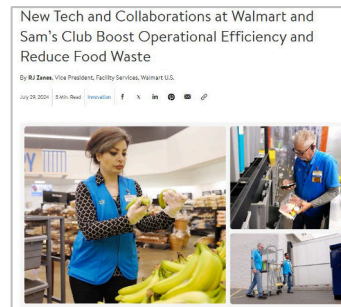 New Tech and Collaborations at Walmart and
Sam's Club Boost Operational Efficiency and
Reduce Food Waste
By RJ Zanes, Vice President, Facility Services, Walmart U.S.
July 29, 2024 5 Min. Read Innovation